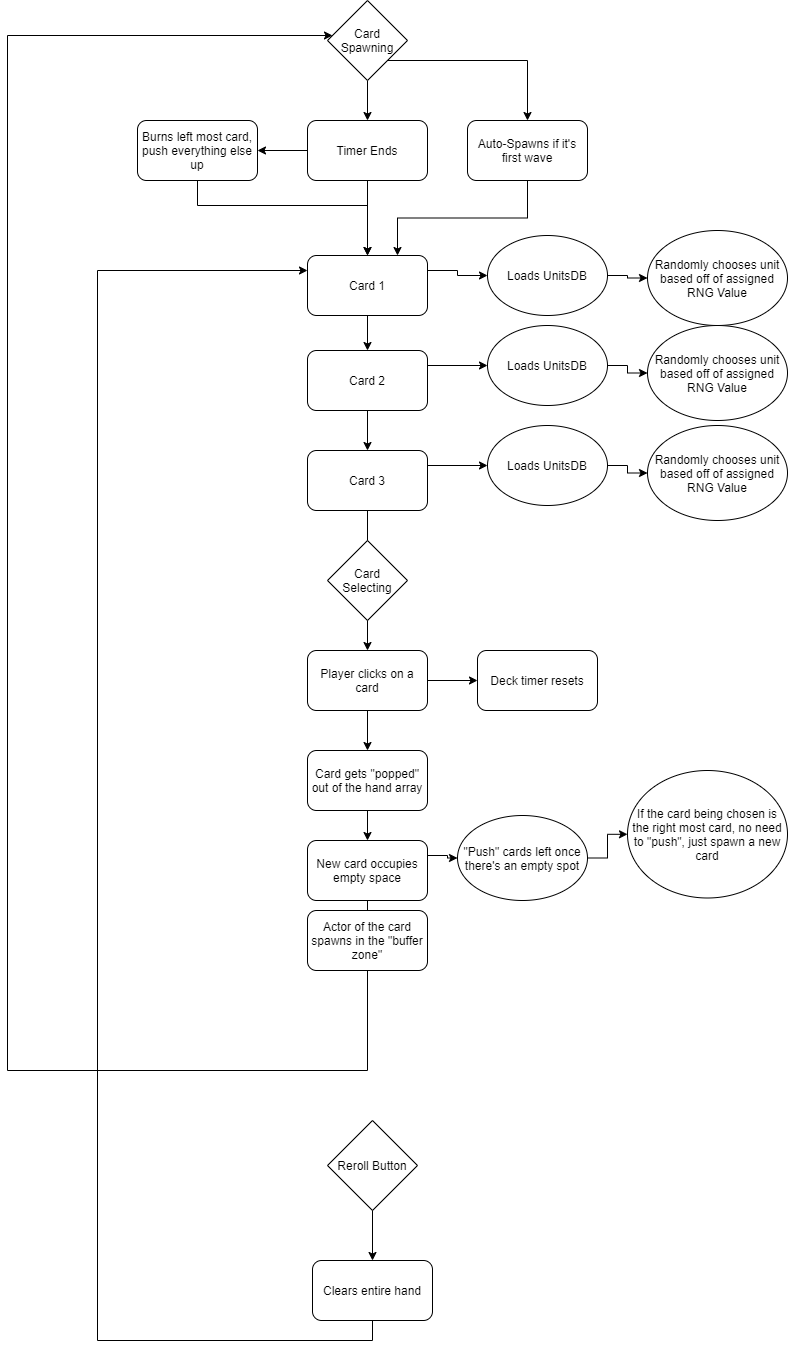 Card
Spawning
Burns left most card,
push everything else
up
Timer Ends
Auto-Spawns if it's
first wave
Card 1
Loads UnitsDB
Randomly chooses unit
based off of assigned
RNG Value
Card 2
Loads UnitsDB
Randomly chooses unit
based off of assigned
RNG Value
Card 3
Loads UnitsDB
Randomly chooses unit
based off of assigned
RNG Value
Card
Selecting
Player clicks on a
card
Deck timer resets
Card gets "popped"
out of the hand array
New card occupies
empty space
"Push" cards left once
there's an empty spot
If the card being chosen is
the right most card, no need
to "push", just spawn a new
card
Actor of the card
spawns in the "buffer
zone"
Reroll Button
Clears entire hand